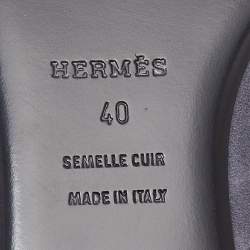 HERMÈS
40
SEMELLE CUIR
MADE IN ITALY